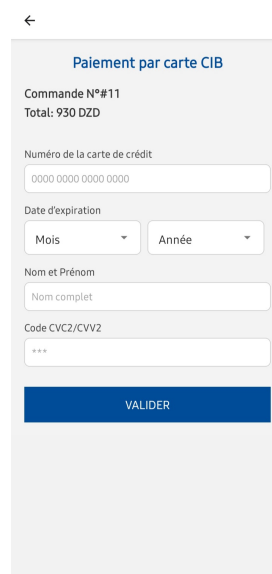 Paiement par carte CIB
Commande N°#11
Total: 930 DZD
Numéro de la carte de crédit
0000 0000 0000 0000
Date d'expiration
Mois Année
Nom et Prénom
Nom complet
Code CVC2/CVV2
***
VALIDER